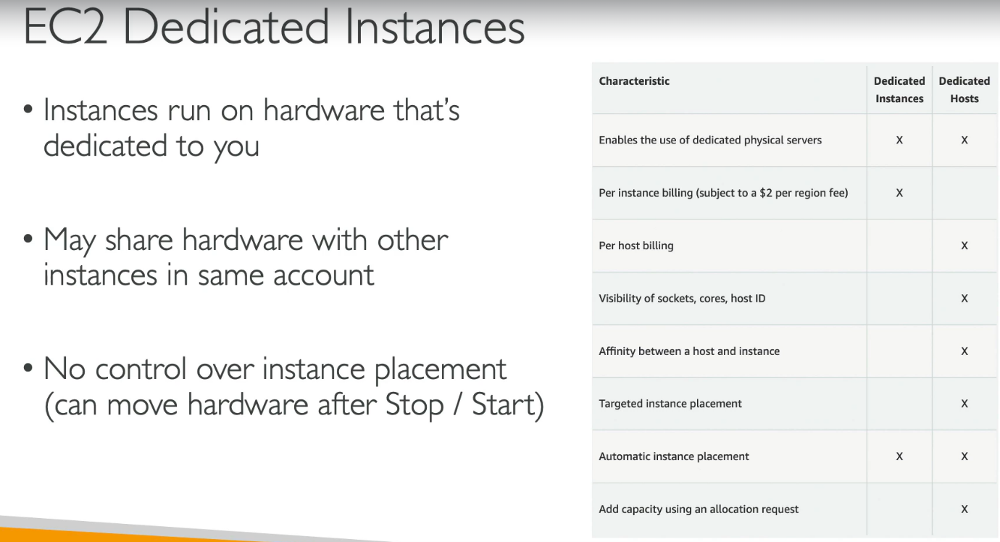 EC2 Dedicated Instances
• Instances run on hardware that's
dedicated to you
• May share hardware with other
instances in same account
• No control over instance placement
(can move hardware after Stop / Start)
Characteristic Dedicated Instances Dedicated Hosts
Enables the use of dedicated physical servers X X
Per instance billing (subject to a $2 per region fee) X
Per host billing X
Visibility of sockets, cores, host ID X
Affinity between a host and instance X
Targeted instance placement X
Automatic instance placement X X
Add capacity using an allocation request X